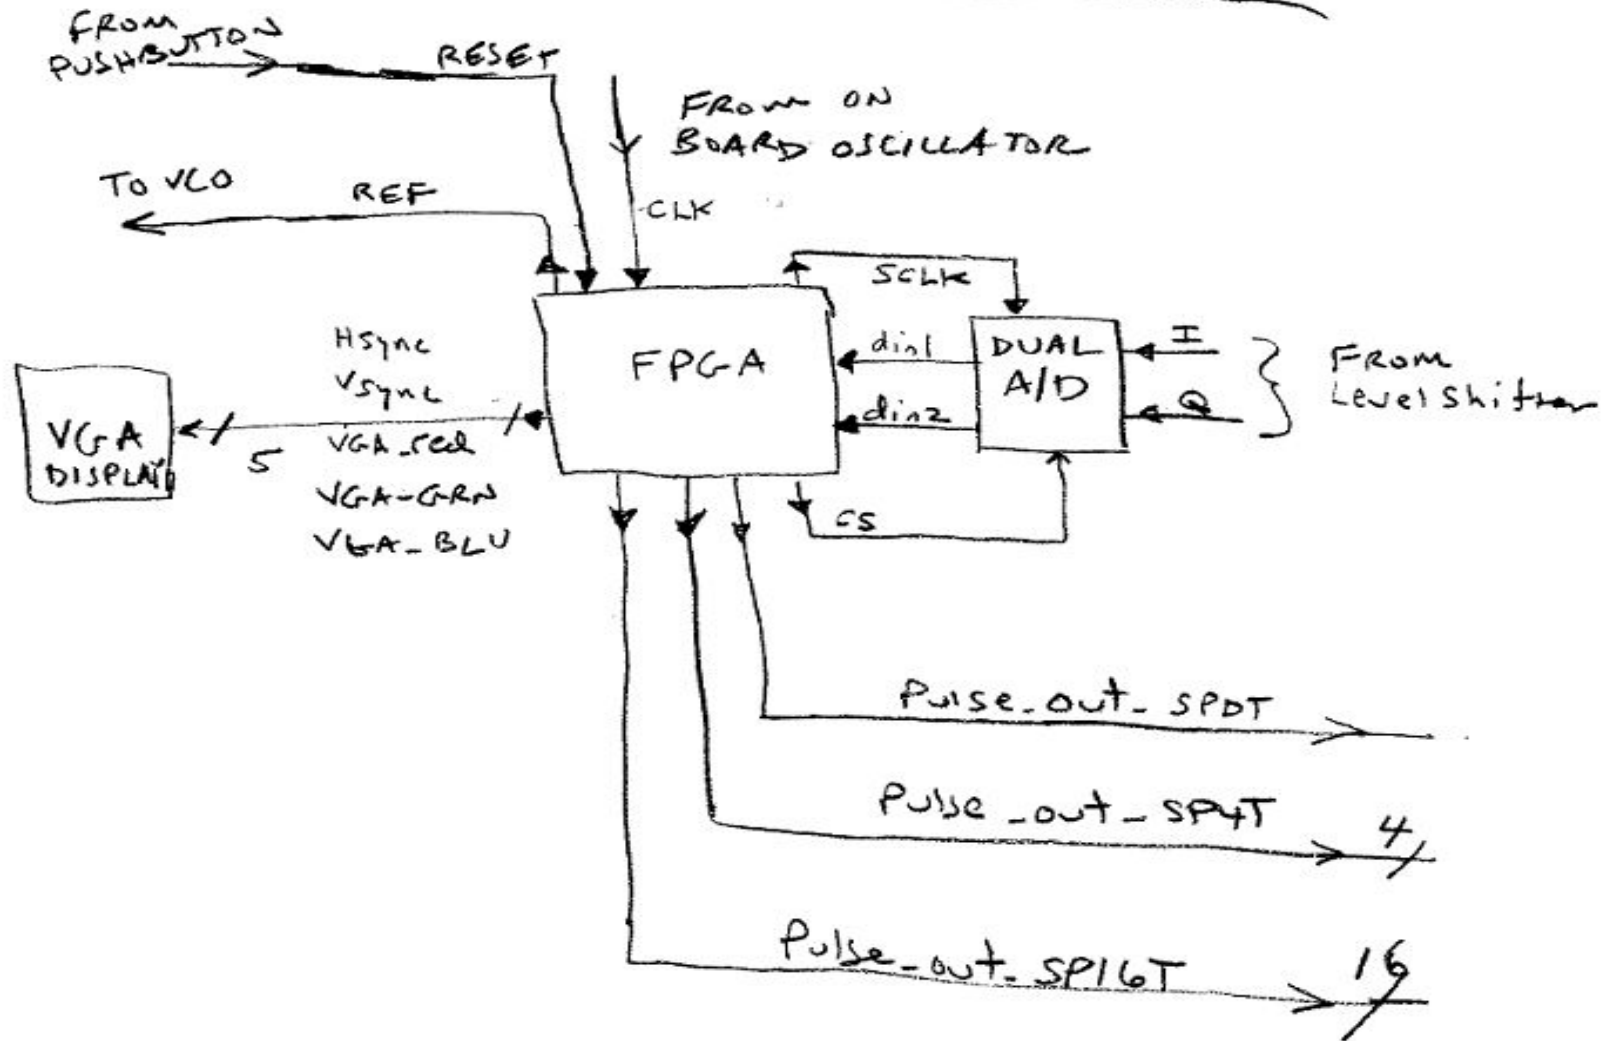 FROM
PUSHBUTTON
RESET
FROM ON
BOARD OSCILLATOR
TO VCO
REF
CLK
SCLK
Hsync
Vsync
VGA_red
VGA-GRN
VGA_BLU
5
VGA
DISPLAY
FPGA
din1
din2
DUAL
A/D
I
Q
FROM
Level Shifter
CS
Pulse_out_SPDT
Pulse_out_SP4T
4
Pulse_out_SP16T
16